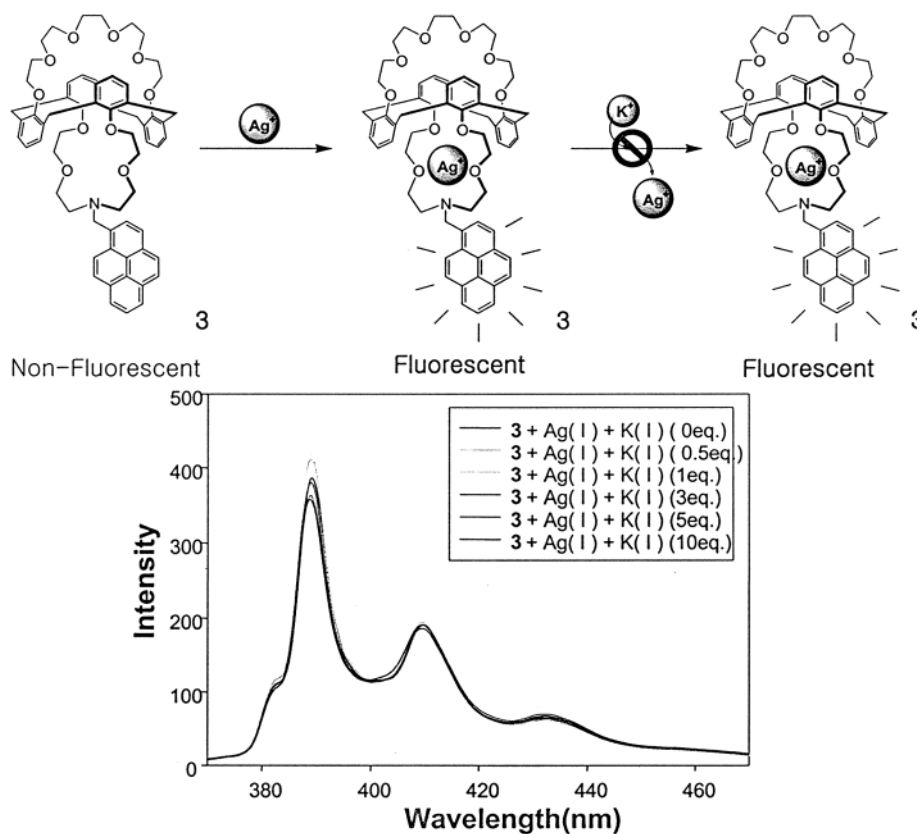 O O O O
O O
O O
O O
N
3
Non-Fluorescent
Ag⁺
O O O O
O O
O O
O Ag⁺ O
N
3
Fluorescent
K⁺
Ag⁺
O O O O
O O
O O
O Ag⁺ O
N
3
Fluorescent
500
400
300
200
100
0
Intensity
3 + Ag( I ) + K( I ) ( 0eq.)
3 + Ag( I ) + K( I ) ( 0.5eq.)
3 + Ag( I ) + K( I ) (1eq.)
3 + Ag( I ) + K( I ) (3eq.)
3 + Ag( I ) + K( I ) (5eq.)
3 + Ag( I ) + K( I ) (10eq.)
380 400 420 440 460
Wavelength(nm)